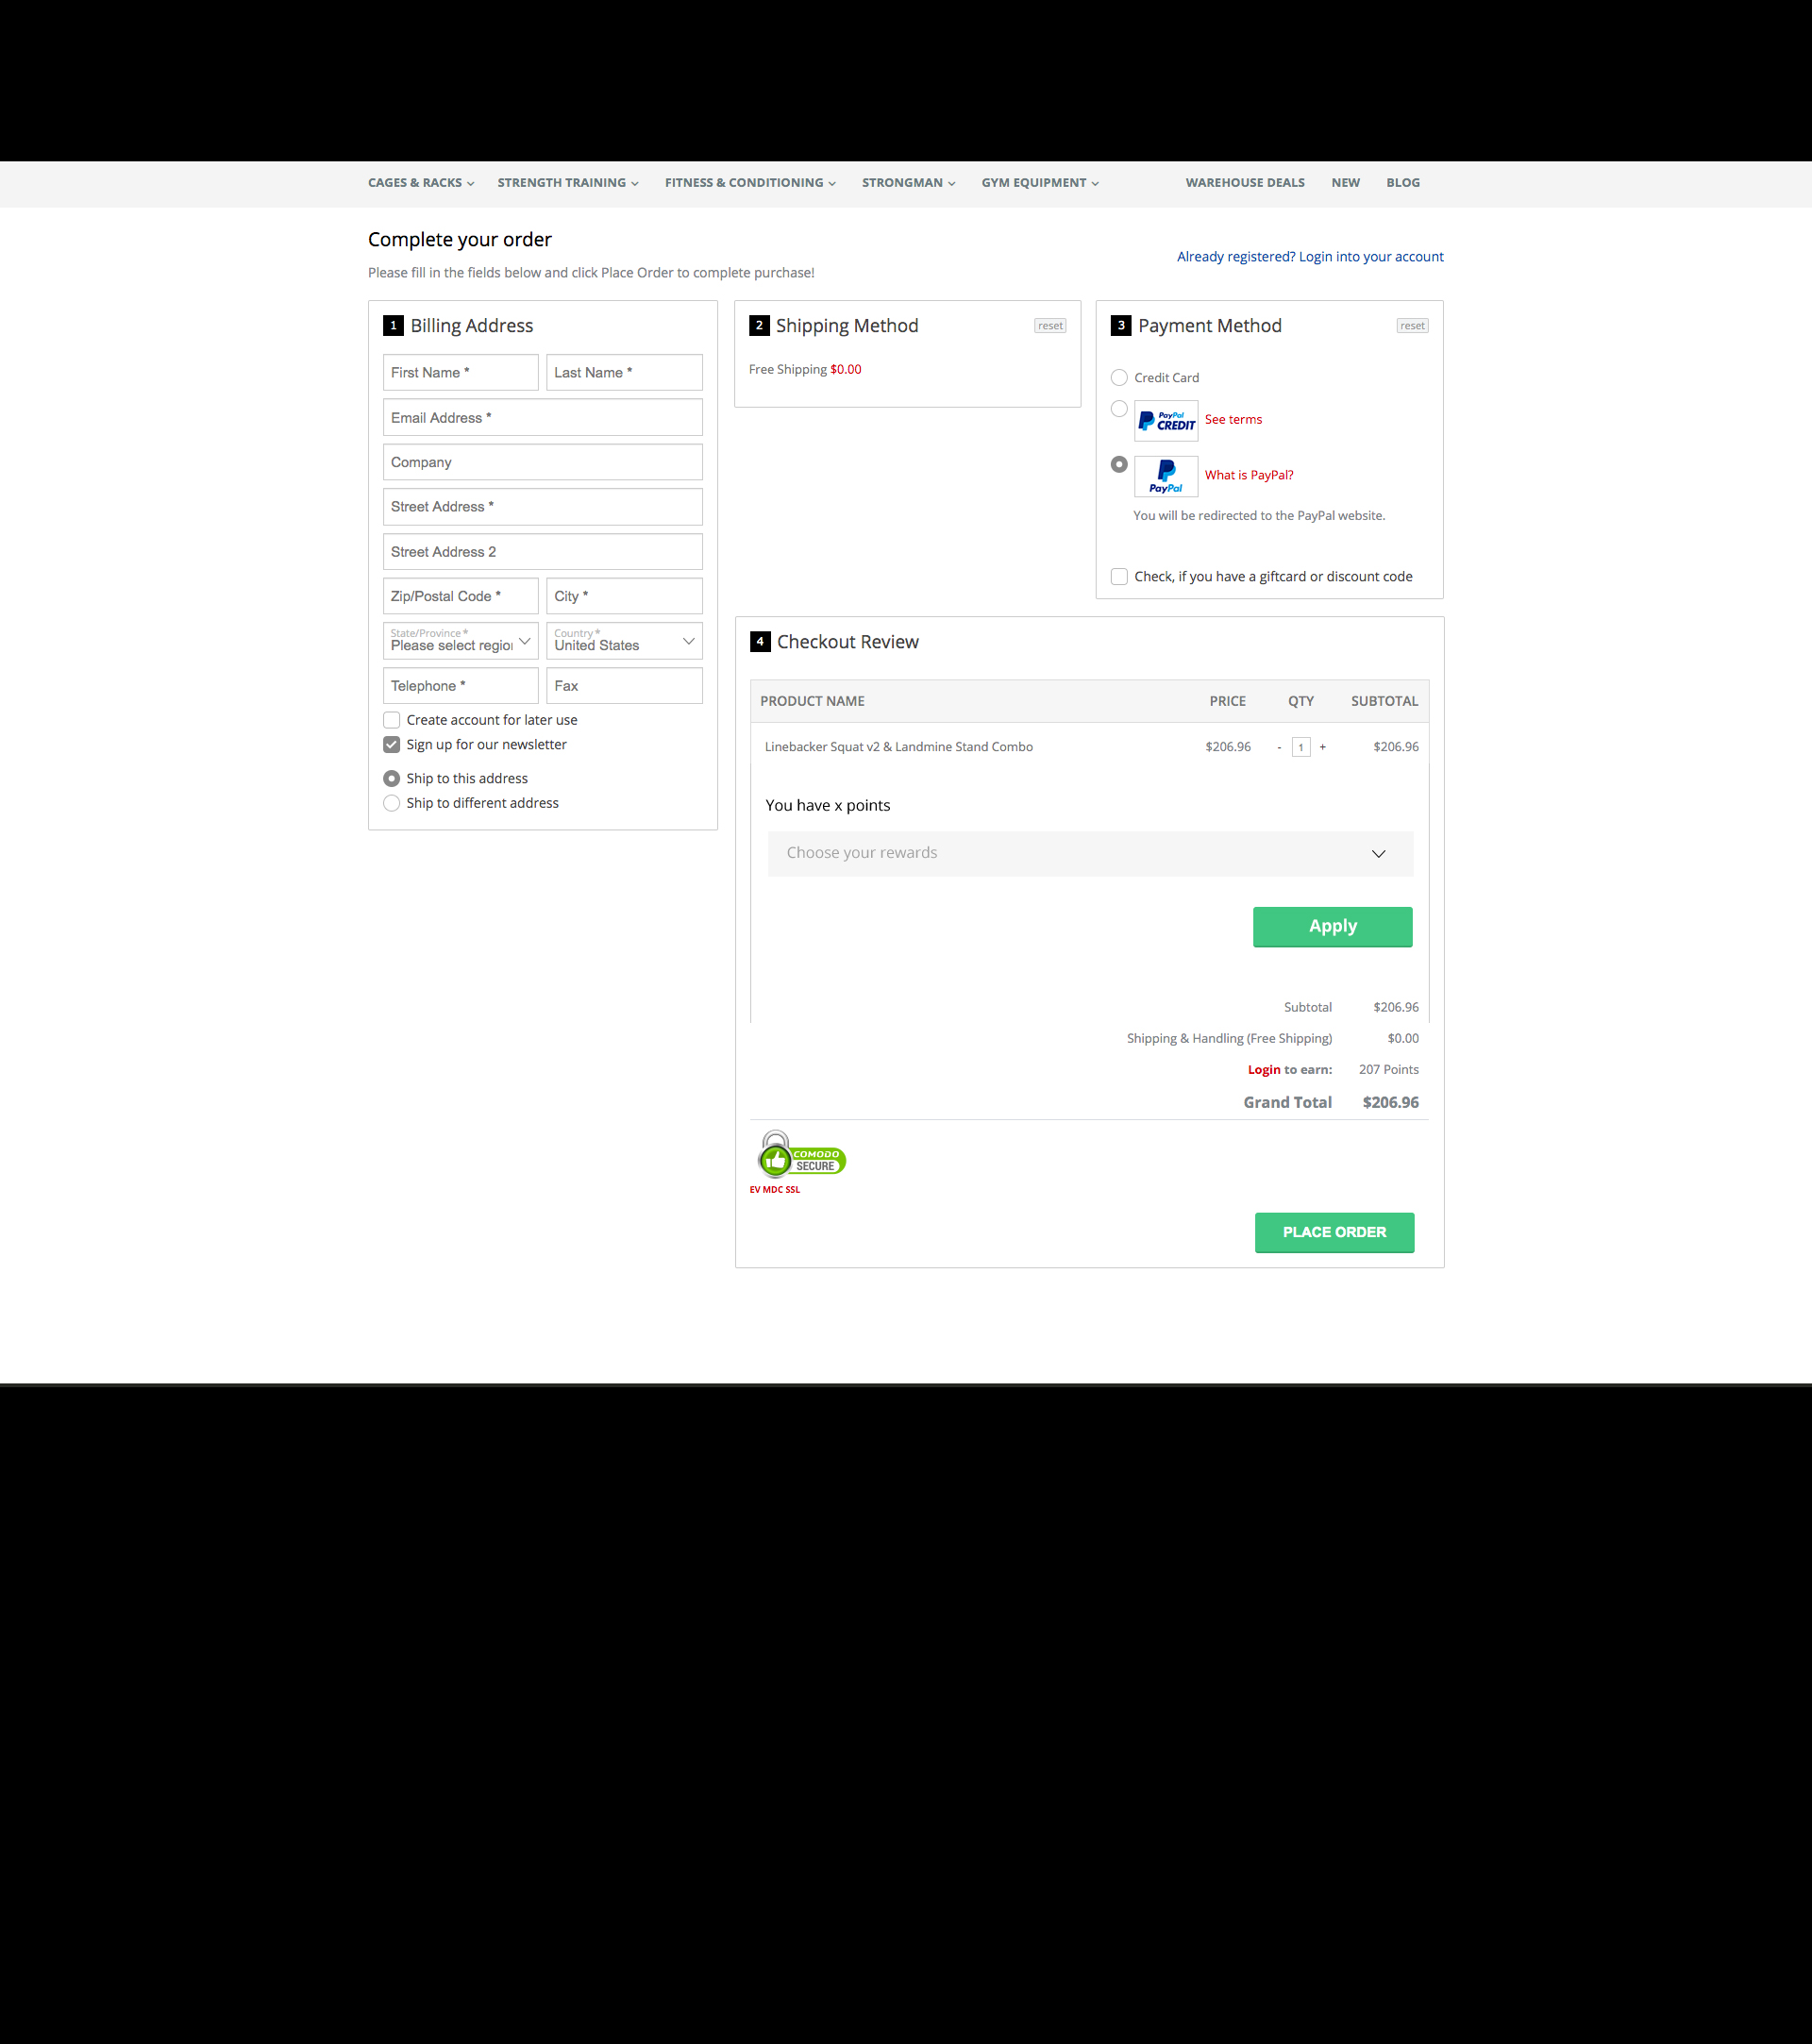 CAGES & RACKS STRENGTH TRAINING FITNESS & CONDITIONING STRONGMAN GYM EQUIPMENT WAREHOUSE DEALS NEW BLOG
Complete your order
Already registered? Login into your account
Please fill in the fields below and click Place Order to complete purchase!
1 Billing Address
First Name * Last Name *
Email Address *
Company
Street Address *
Street Address 2
Zip/Postal Code * City *
State/Province * Country *
Please select region United States
Telephone * Fax
Create account for later use
Sign up for our newsletter
Ship to this address
Ship to different address
2 Shipping Method reset
Free Shipping $0.00
3 Payment Method reset
Credit Card
PayPal CREDIT See terms
PayPal What is PayPal?
You will be redirected to the PayPal website.
Check, if you have a giftcard or discount code
4 Checkout Review
PRODUCT NAME PRICE QTY SUBTOTAL
Linebacker Squat v2 & Landmine Stand Combo $206.96 - 1 + $206.96
You have x points
Choose your rewards
Apply
Subtotal $206.96
Shipping & Handling (Free Shipping) $0.00
Login to earn: 207 Points
Grand Total $206.96
COMODO
SECURE
EV MDC SSL
PLACE ORDER